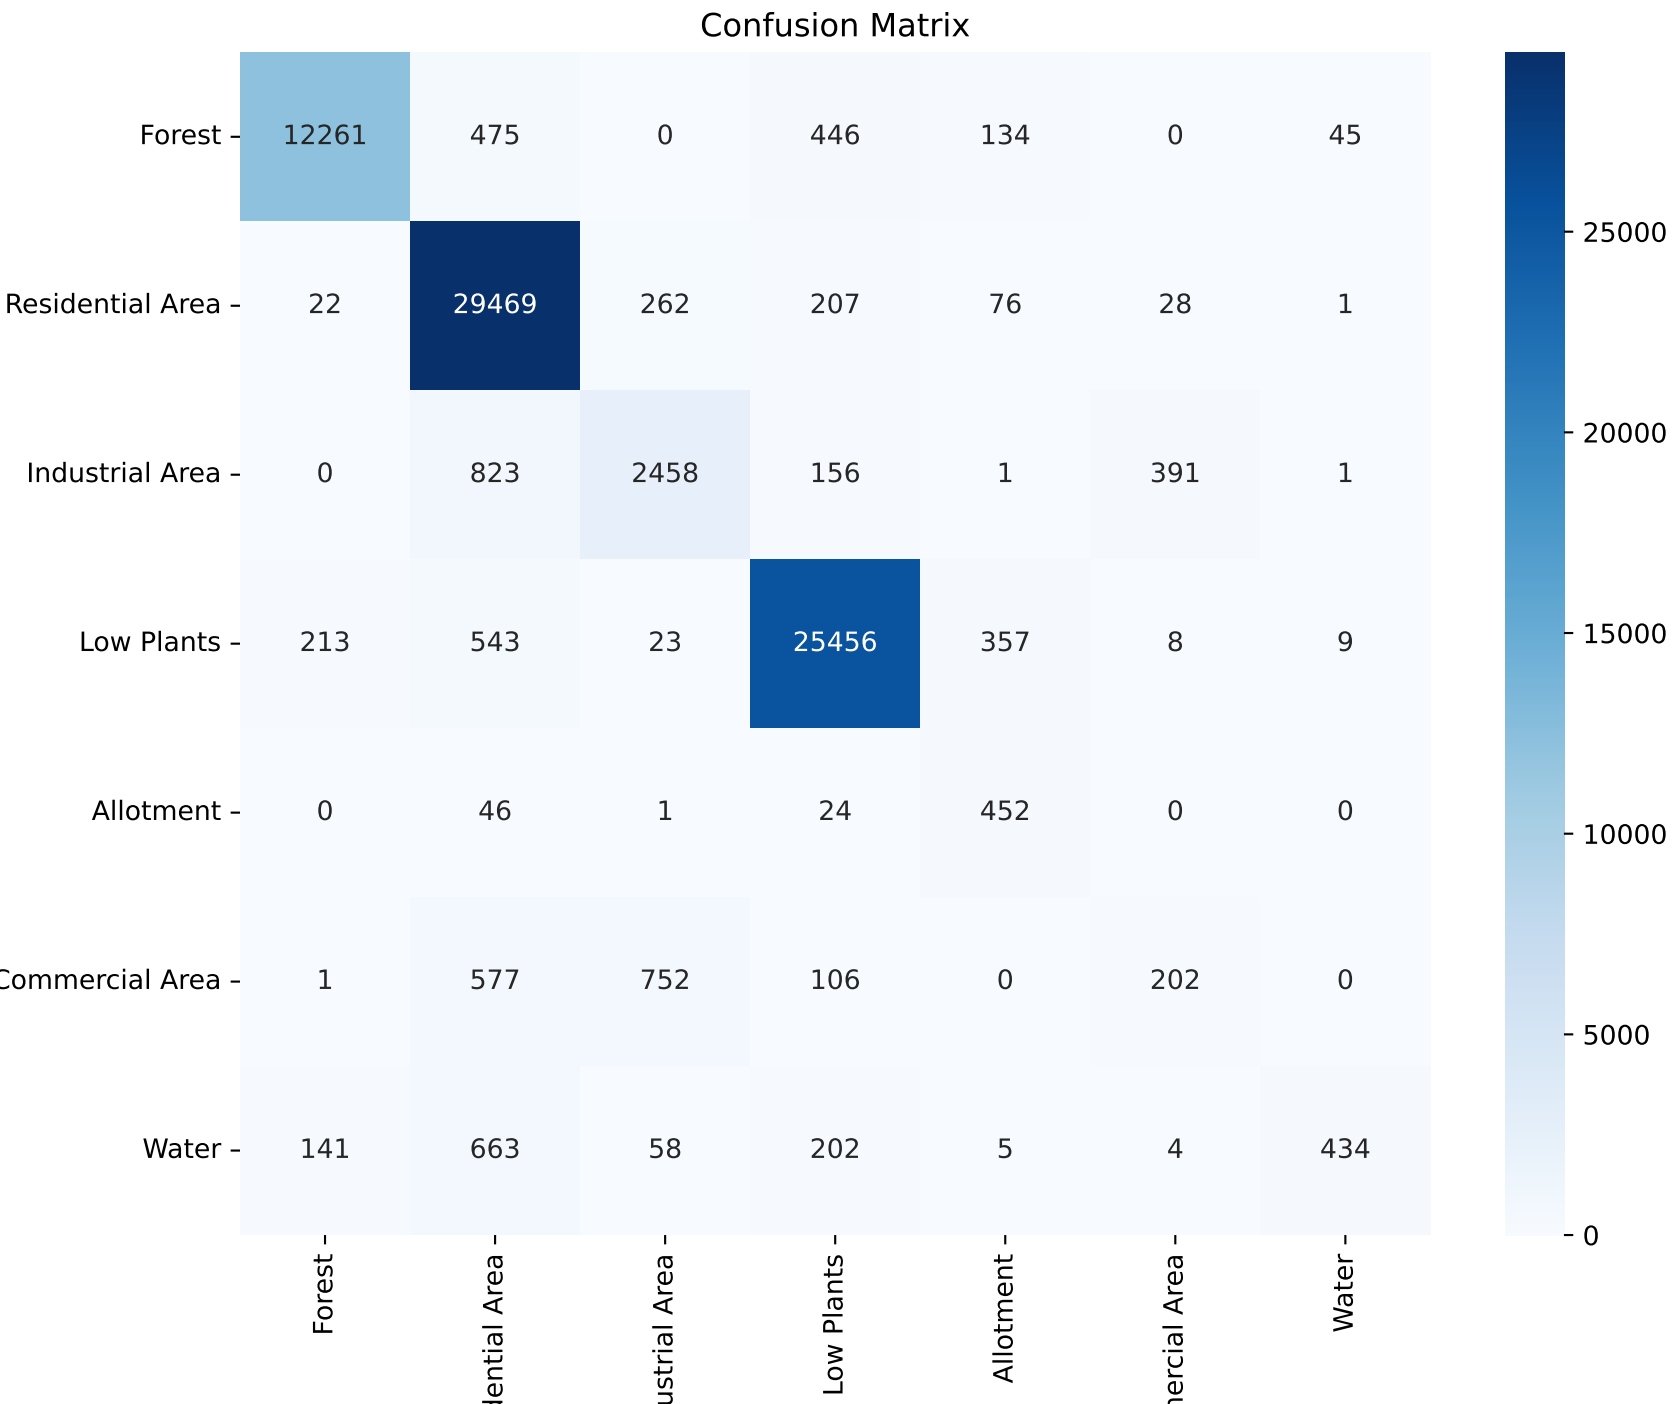 Confusion Matrix
Forest 12261 475 0 446 134 0 45
Residential Area 22 29469 262 207 76 28 1
Industrial Area 0 823 2458 156 1 391 1
Low Plants 213 543 23 25456 357 8 9
Allotment 0 46 1 24 452 0 0
Commercial Area 1 577 752 106 0 202 0
Water 141 663 58 202 5 4 434
Forest
dential Area
ustrial Area
Low Plants
Allotment
mercial Area
Water
25000
20000
15000
10000
5000
0